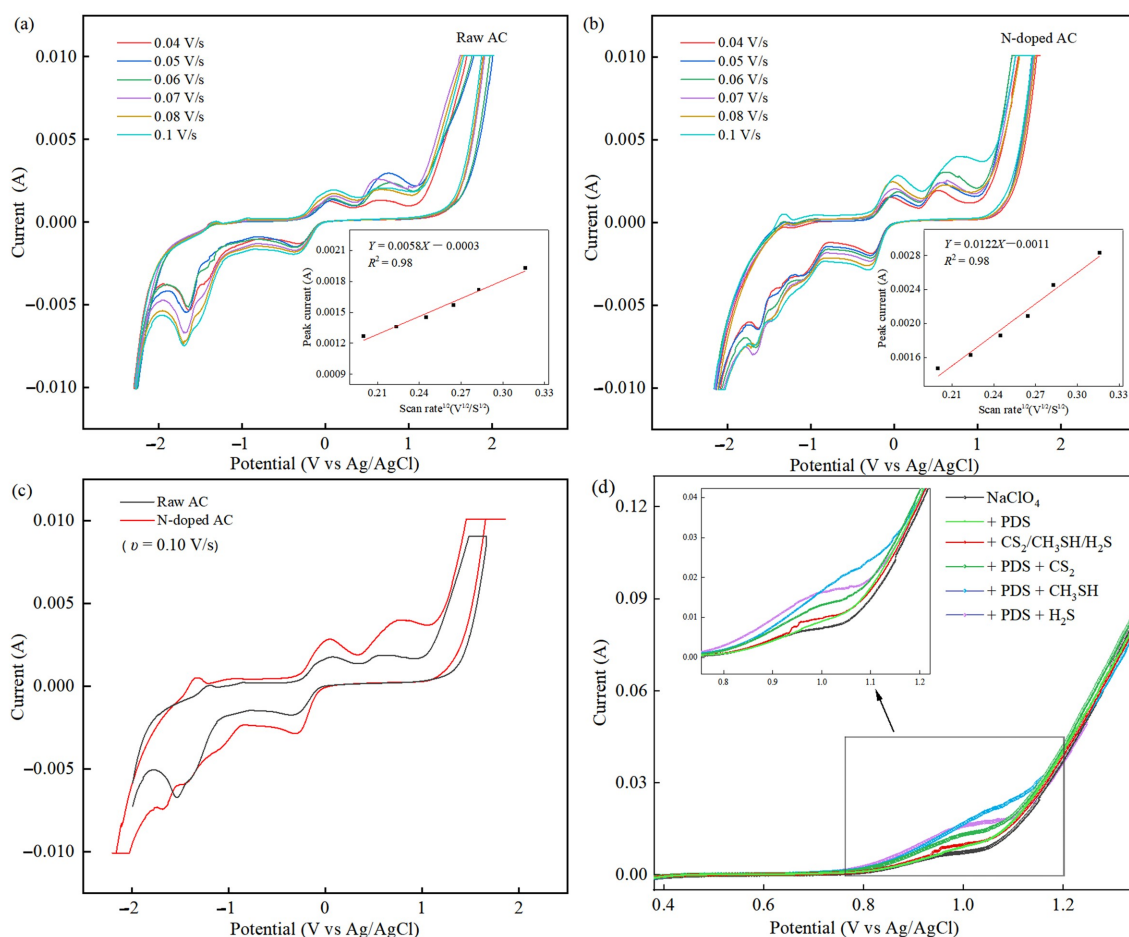 (a)
Raw AC
0.04 V/s
0.05 V/s
0.06 V/s
0.07 V/s
0.08 V/s
0.1 V/s
0.010
0.005
0.000
−0.005
−0.010
Current (A)
−2 −1 0 1 2
Potential (V vs Ag/AgCl)
Y = 0.0058X — 0.0003
R² = 0.98
0.0021
0.0018
0.0015
0.0012
0.0009
Peak current (A)
0.21 0.24 0.27 0.30 0.33
Scan rate¹/²(V¹/²/S¹/²)
(b)
N-doped AC
0.04 V/s
0.05 V/s
0.06 V/s
0.07 V/s
0.08 V/s
0.1 V/s
0.010
0.005
0.000
−0.005
−0.010
Current (A)
−2 −1 0 1 2
Potential (V vs Ag/AgCl)
Y = 0.0122X—0.0011
R² = 0.98
0.0028
0.0024
0.0020
0.0016
Peak current (A)
0.21 0.24 0.27 0.30 0.33
Scan rate¹/²(V¹/²/S¹/²)
(c)
Raw AC
N-doped AC
( υ = 0.10 V/s)
0.010
0.005
0.000
−0.005
−0.010
Current (A)
−2 −1 0 1 2
Potential (V vs Ag/AgCl)
(d)
NaClO₄
+ PDS
+ CS₂/CH₃SH/H₂S
+ PDS + CS₂
+ PDS + CH₃SH
+ PDS + H₂S
0.12
0.09
0.06
0.03
0.00
Current (A)
0.4 0.6 0.8 1.0 1.2
Potential (V vs Ag/AgCl)
0.04
0.03
0.02
0.01
0.00
0.8 0.9 1.0 1.1 1.2